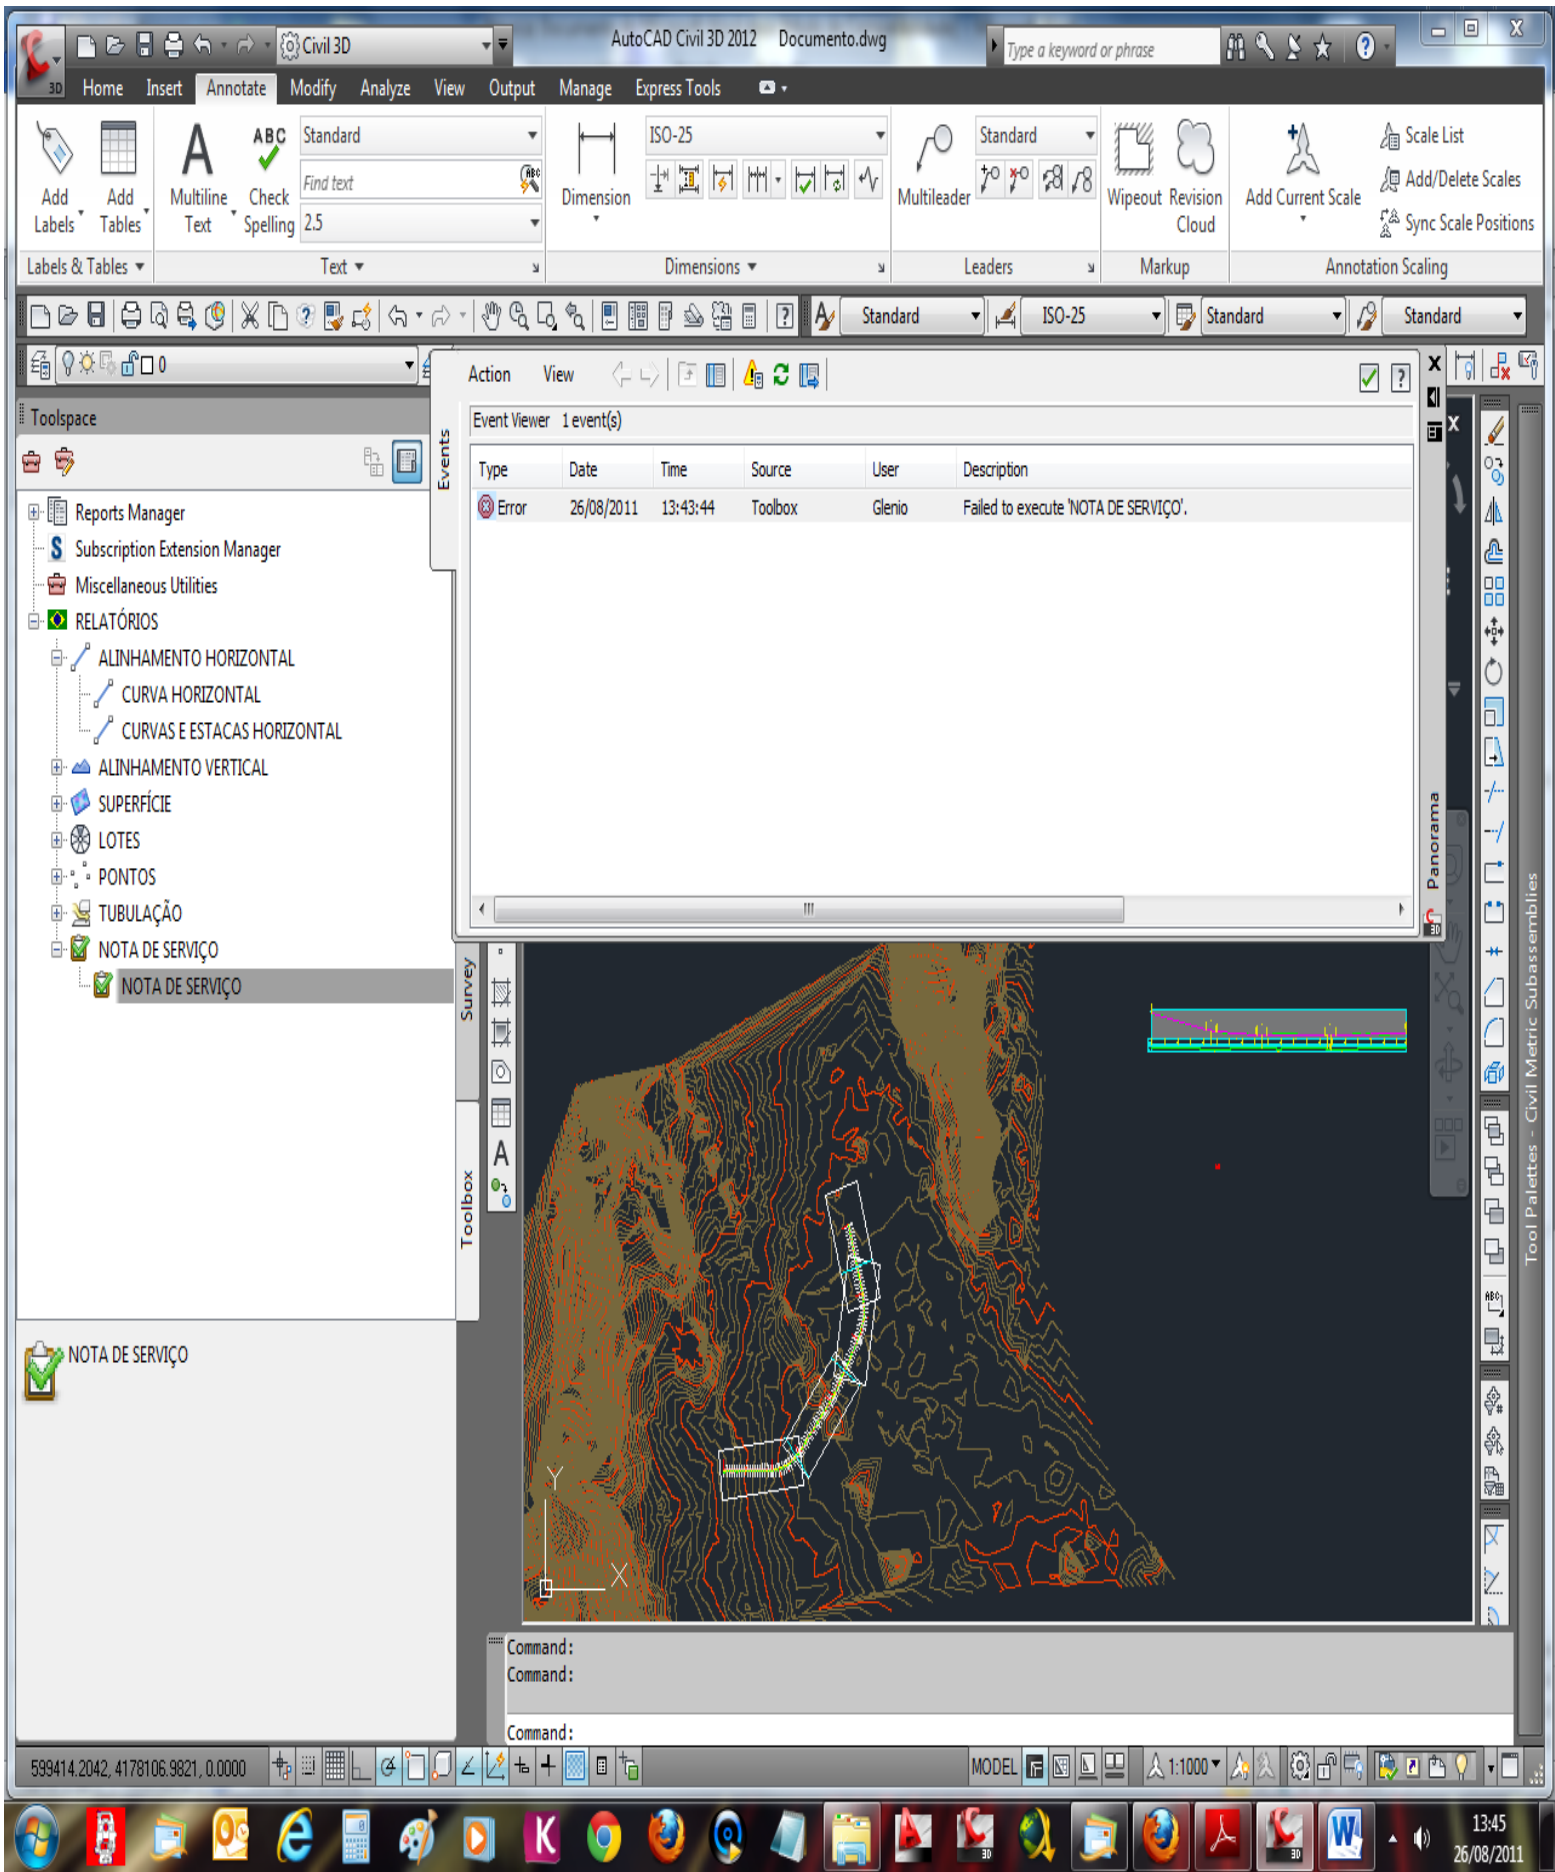 Civil 3D
AutoCAD Civil 3D 2012 Documento.dwg
Type a keyword or phrase
3D
Home Insert Annotate Modify Analyze View Output Manage Express Tools
Add Labels
Add Tables
Labels & Tables
A
Multiline Text
ABC
Check Spelling
Standard
Find text
2.5
Text
Dimension
ISO-25
Dimensions
Multileader
Standard
Leaders
Wipeout
Revision Cloud
Markup
Add Current Scale
Scale List
Add/Delete Scales
Sync Scale Positions
Annotation Scaling
Standard
ISO-25
Standard
Standard
0
Toolspace
Reports Manager
Subscription Extension Manager
Miscellaneous Utilities
RELATÓRIOS
ALINHAMENTO HORIZONTAL
CURVA HORIZONTAL
CURVAS E ESTACAS HORIZONTAL
ALINHAMENTO VERTICAL
SUPERFÍCIE
LOTES
PONTOS
TUBULAÇÃO
NOTA DE SERVIÇO
NOTA DE SERVIÇO
NOTA DE SERVIÇO
Survey
Toolbox
Events
Action View
Event Viewer 1 event(s)
Type Date Time Source User Description
Error 26/08/2011 13:43:44 Toolbox Glenio Failed to execute 'NOTA DE SERVIÇO'.
Panorama
Tool Palettes - Civil Metric Subassemblies
Y
X
Command:
Command:
Command:
599414.2042, 4178106.9821, 0.0000
MODEL
1:1000
13:45
26/08/2011